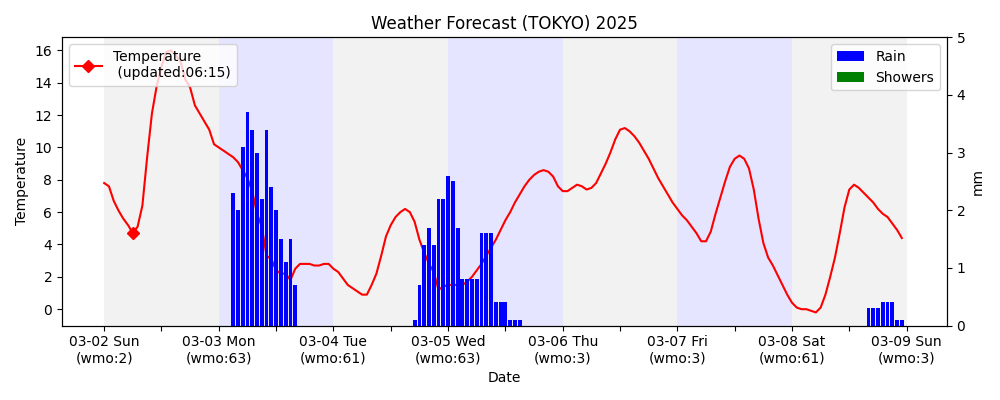 Weather Forecast (TOKYO) 2025
Temperature
(updated:06:15)
Rain
Showers
16
14
12
10
8
6
4
2
0
Temperature
5
4
3
2
1
0
mm
03-02 Sun 03-03 Mon 03-04 Tue 03-05 Wed 03-06 Thu 03-07 Fri 03-08 Sat 03-09 Sun
(wmo:2) (wmo:63) (wmo:61) (wmo:63) (wmo:3) (wmo:3) (wmo:61) (wmo:3)
Date